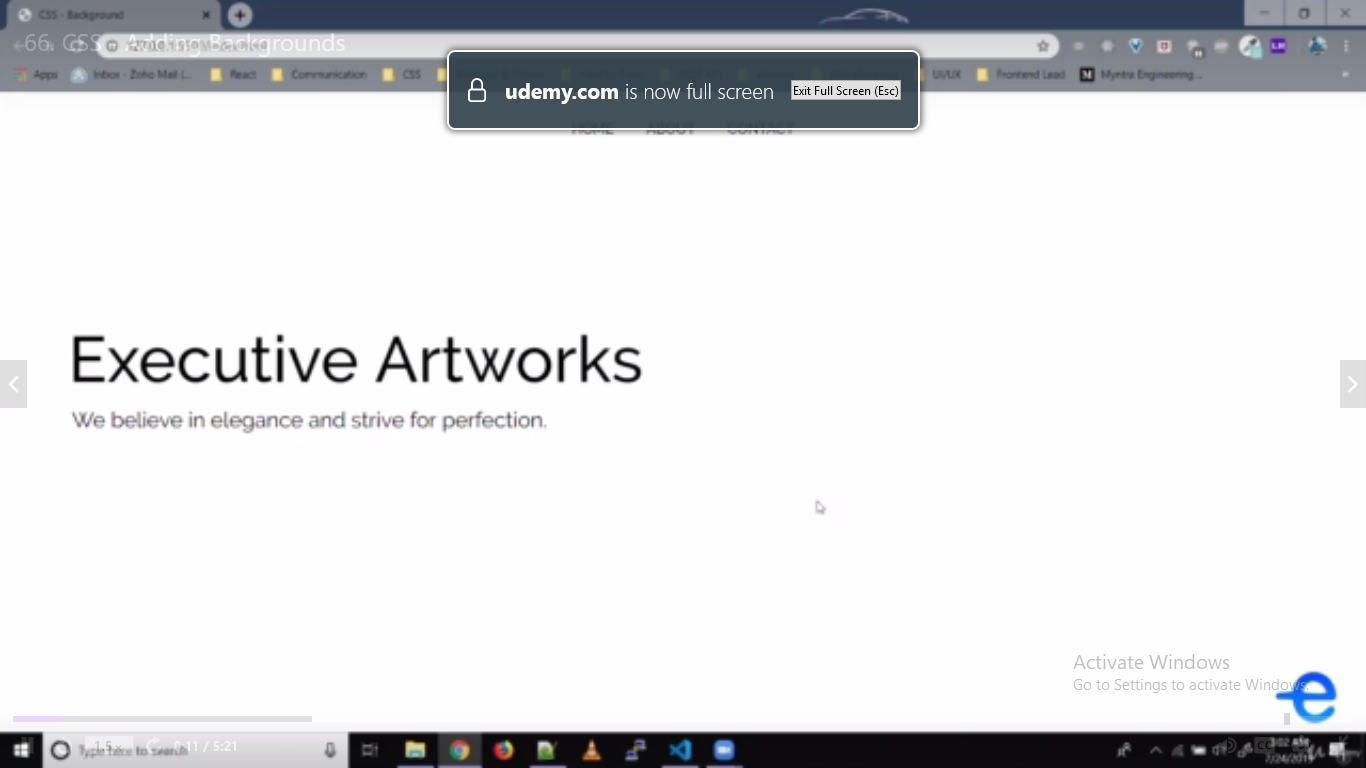 CSS - Background
66. CSS - Adding Backgrounds
Apps
Inbox - Zoho Mail (...
React
Communication
CSS
UI/UX
Frontend Lead
M
Myntra Engineering...
udemy.com is now full screen
Exit Full Screen (Esc)
HOME ABOUT CONTACT
Executive Artworks
We believe in elegance and strive for perfection.
Activate Windows
Go to Settings to activate Windows.
Type here to search
1.5x
0:11 / 5:21
3:02 AM
7/24/2019